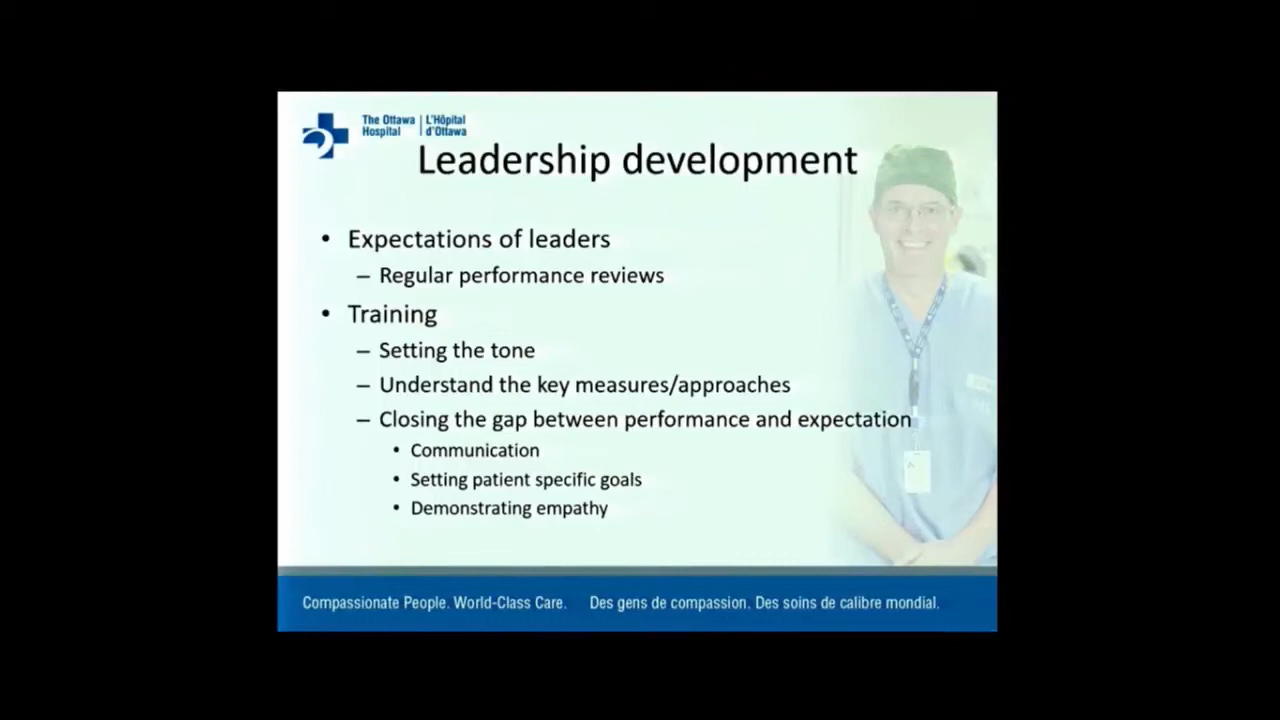 The Ottawa Hospital
L'Hôpital d'Ottawa
Leadership development
• Expectations of leaders
– Regular performance reviews
• Training
– Setting the tone
– Understand the key measures/approaches
– Closing the gap between performance and expectation
• Communication
• Setting patient specific goals
• Demonstrating empathy
Compassionate People. World-Class Care. Des gens de compassion. Des soins de calibre mondial.